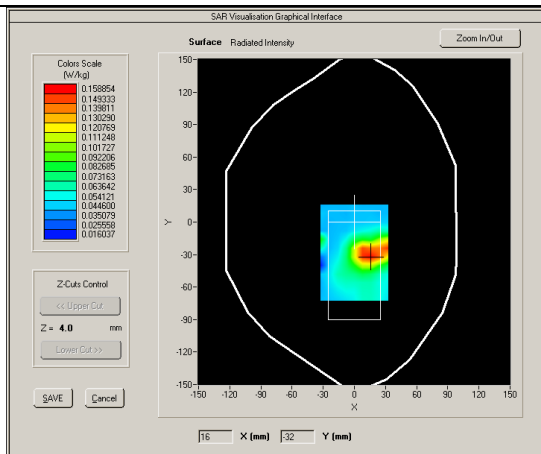 SAR Visualisation Graphical Interface
Surface Radiated Intensity
Zoom In/Out
Colors Scale
(W/kg)
0.158854
0.149333
0.139811
0.130290
0.120769
0.111248
0.101727
0.092206
0.082685
0.073163
0.063642
0.054121
0.044600
0.035079
0.025558
0.016037
Z-Cuts Control
<< Upper Cut
Z = 4.0 mm
Lower Cut >>
SAVE Cancel
150-
120-
90-
60-
30-
0-
-30-
-60-
-90-
-120-
-150-
Y
-150 -120 -90 -60 -30 0 30 60 90 120 150
X
16 X (mm) -32 Y (mm)